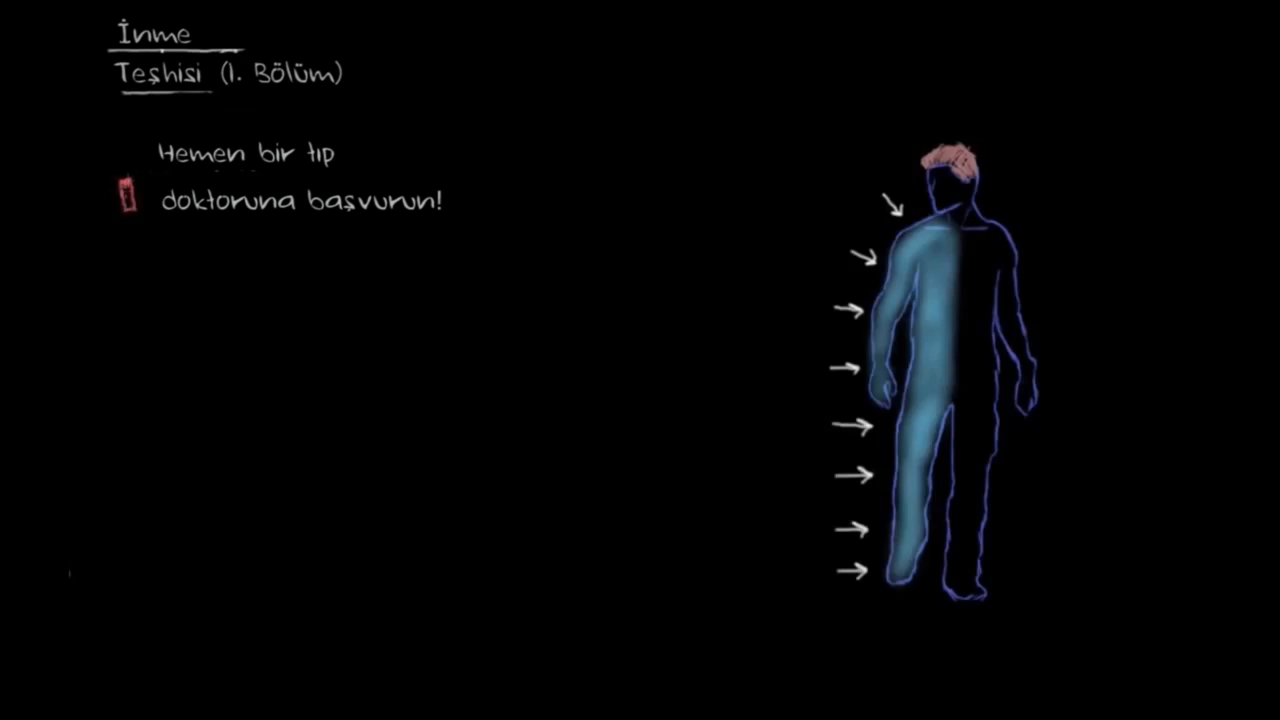 İnme
Teşhisi (1. Bölüm)
Hemen bir tıp
doktoruna başvurun!